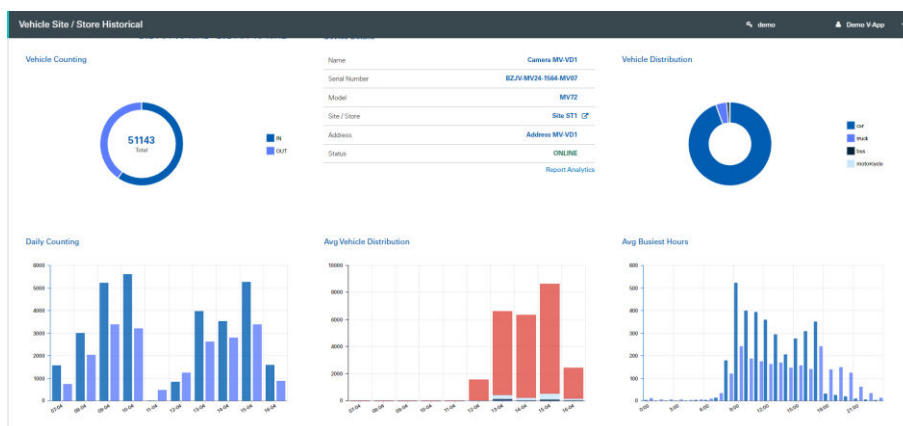 Vehicle Site / Store Historical
demo
Demo V-App
Vehicle Counting
51143
Total
IN
OUT
Name Camera MV-VD1
Serial Number BZJV-MV24-1564-MV07
Model MV72
Site / Store Site ST1
Address Address MV-VD1
Status ONLINE
Report Analytics
Vehicle Distribution
car
truck
bus
motorcycle
Daily Counting
6000
5000
4000
3000
2000
1000
0
07-04 08-04 09-04 10-04 11-04 12-04 13-04 14-04 15-04 16-04
Avg Vehicle Distribution
10000
8000
6000
4000
2000
0
07-04 08-04 09-04 10-04 11-04 12-04 13-04 14-04 15-04 16-04
Avg Busiest Hours
600
500
400
300
200
100
0
0:00 3:00 6:00 9:00 12:00 15:00 18:00 21:00